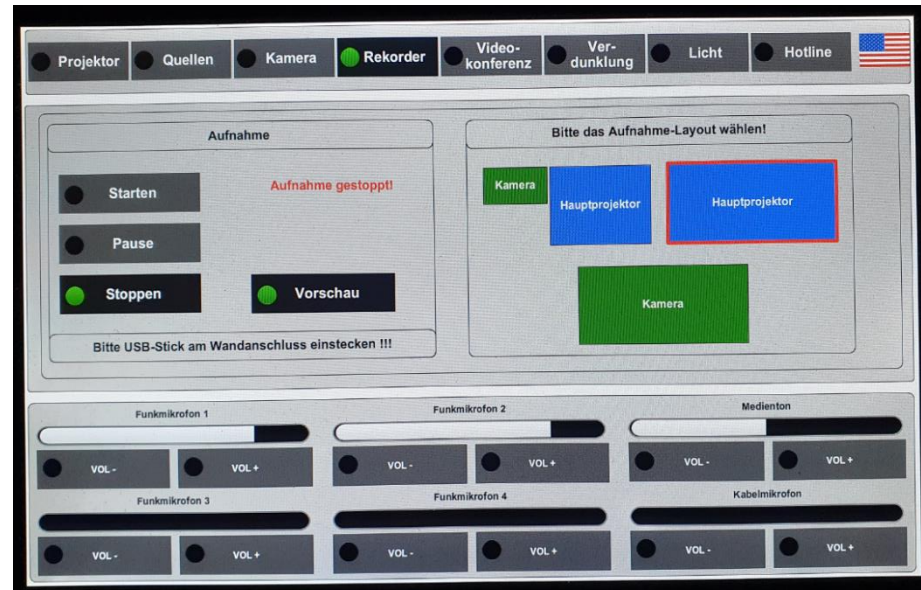 Projektor
Quellen
Kamera
Rekorder
Video-
konferenz
Ver-
dunklung
Licht
Hotline
Aufnahme
Bitte das Aufnahme-Layout wählen!
Starten
Aufnahme gestoppt!
Kamera
Hauptprojektor
Hauptprojektor
Pause
Stoppen
Vorschau
Kamera
Bitte USB-Stick am Wandanschluss einstecken !!!
Funkmikrofon 1
Funkmikrofon 2
Medienton
VOL -
VOL +
VOL -
VOL +
VOL -
VOL +
Funkmikrofon 3
Funkmikrofon 4
Kabelmikrofon
VOL -
VOL +
VOL -
VOL +
VOL -
VOL +